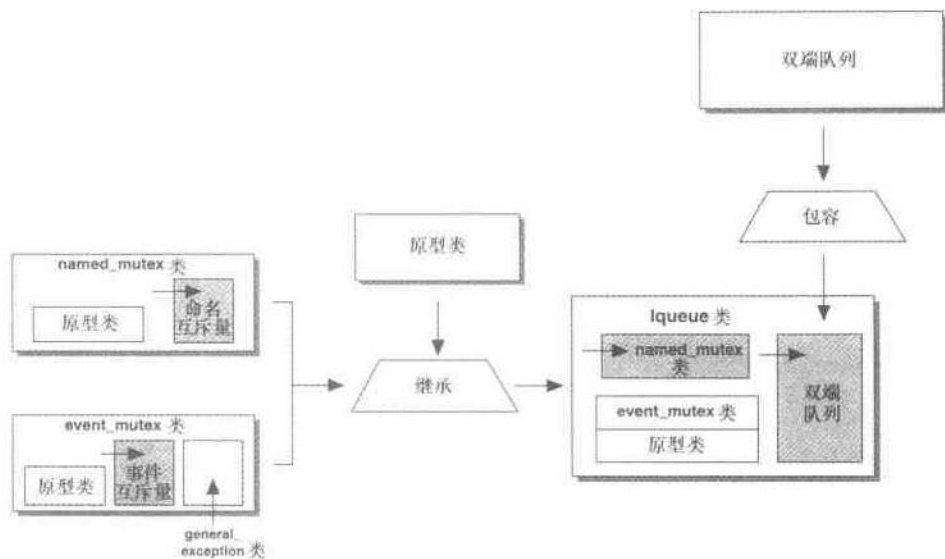 双端队列
包容
原型类
named_mutex 类
命名
互斥量
原型类
继承
lqueue 类
named_mutex
类
双端
队列
event_mutex 类
原型类
event_mutex 类
原型类
事件
互斥量
general_
exception 类